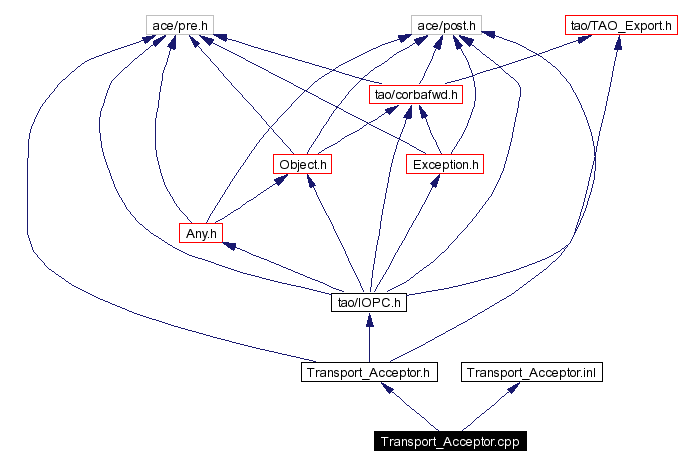 ace/pre.h
ace/post.h
tao/TAO_Export.h
tao/corbafwd.h
Object.h
Exception.h
Any.h
tao/IOPC.h
Transport_Acceptor.h
Transport_Acceptor.inl
Transport_Acceptor.cpp